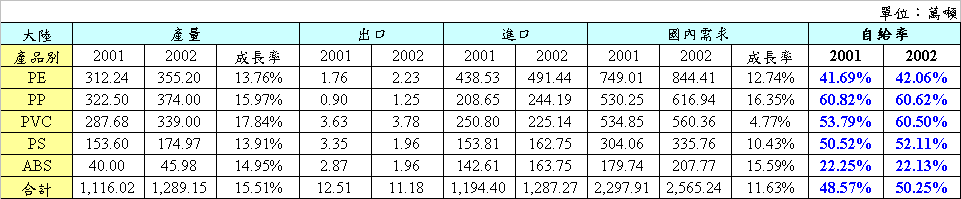 單位：萬噸
大陸 產量 出口 進口 國內需求 自給率
產品別 2001 2002 成長率 2001 2002 2001 2002 2001 2002 成長率 2001 2002
PE 312.24 355.20 13.76% 1.76 2.23 438.53 491.44 749.01 844.41 12.74% 41.69% 42.06%
PP 322.50 374.00 15.97% 0.90 1.25 208.65 244.19 530.25 616.94 16.35% 60.82% 60.62%
PVC 287.68 339.00 17.84% 3.63 3.78 250.80 225.14 534.85 560.36 4.77% 53.79% 60.50%
PS 153.60 174.97 13.91% 3.35 1.96 153.81 162.75 304.06 335.76 10.43% 50.52% 52.11%
ABS 40.00 45.98 14.95% 2.87 1.96 142.61 163.75 179.74 207.77 15.59% 22.25% 22.13%
合計 1,116.02 1,289.15 15.51% 12.51 11.18 1,194.40 1,287.27 2,297.91 2,565.24 11.63% 48.57% 50.25%